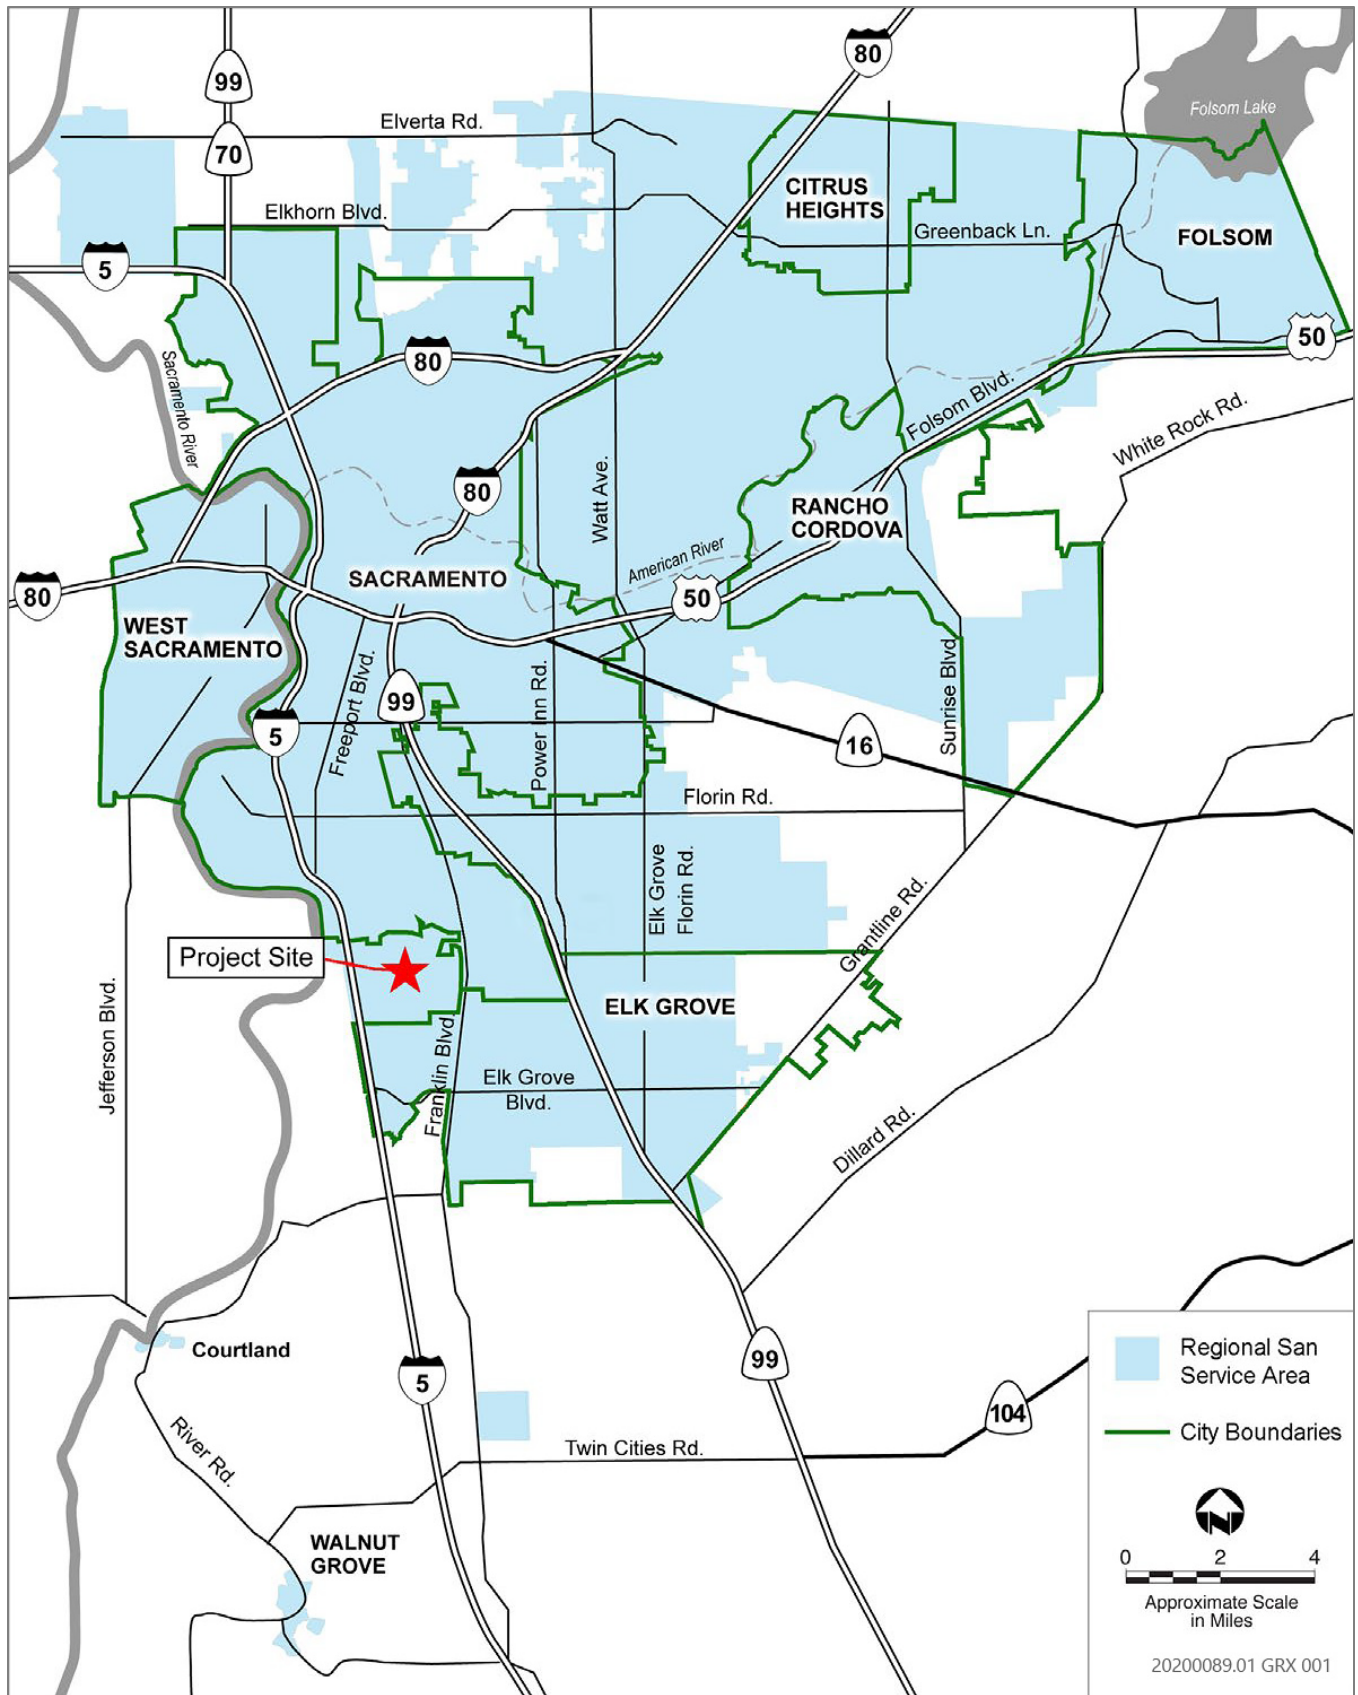 99
80
Folsom Lake
Elverta Rd.
70
CITRUS
HEIGHTS
Elkhorn Blvd.
Greenback Ln.
FOLSOM
5
50
80
Sacramento River
Folsom Blvd.
White Rock Rd.
80
Watt Ave.
RANCHO
CORDOVA
American River
SACRAMENTO
80
50
WEST
SACRAMENTO
Freeport Blvd.
99
Power Inn Rd.
Sunrise Blvd.
5
16
Florin Rd.
Elk Grove
Florin Rd.
Grantline Rd.
Project Site
ELK GROVE
Jefferson Blvd.
Franklin Blvd.
Elk Grove
Blvd.
Dillard Rd.
Courtland
5
99
104
River Rd.
Twin Cities Rd.
WALNUT
GROVE
Regional San
Service Area
City Boundaries
N
0 2 4
Approximate Scale
in Miles
20200089.01 GRX 001